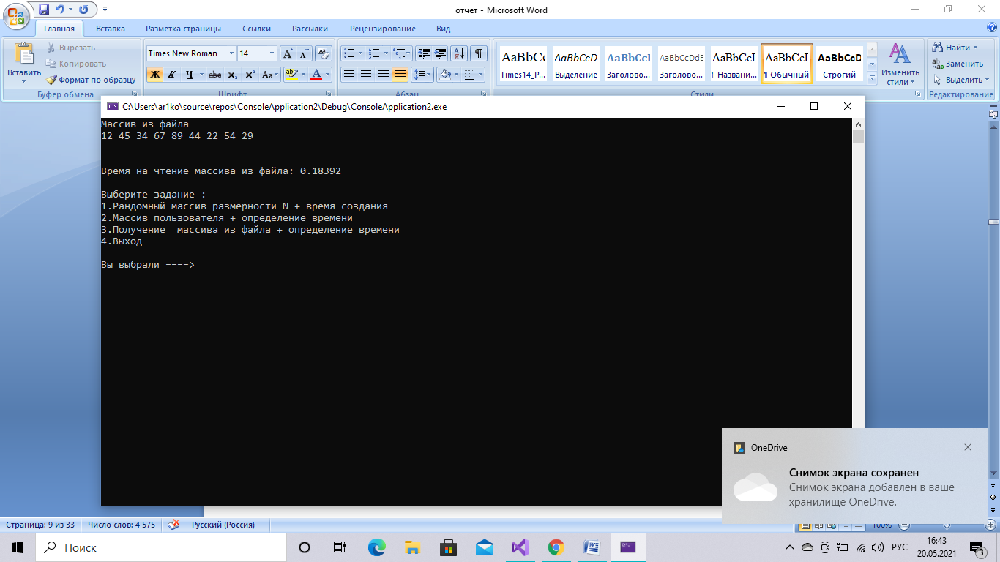 отчет - Microsoft Word
Главная Вставка Разметка страницы Ссылки Рассылки Рецензирование Вид
Вставить
Вырезать
Копировать
Формат по образцу
Буфер обмена
Times New Roman 14
Ж К Ч abc x₂ x² Aa
Шрифт
Абзац
AaBbCc AaBbCcD AaBbCcI AaBbCcDdE AaBbCcI AaBbCcI AaBbCcD
Times14_Р... Выделение Заголово... Заголово... ¶ Названи... ¶ Обычный Строгий
Изменить
стили
Стили
Найти
Заменить
Выделить
Редактирование
C:\Users\ar1ko\source\repos\ConsoleApplication2\Debug\ConsoleApplication2.exe
Массив из файла
12 45 34 67 89 44 22 54 29
Время на чтение массива из файла: 0.18392
Выберите задание :
1.Рандомный массив размерности N + время создания
2.Массив пользователя + определение времени
3.Получение  массива из файла + определение времени
4.Выход
Вы выбрали ====>
OneDrive
Снимок экрана сохранен
Снимок экрана добавлен в ваше
хранилище OneDrive.
Страница: 9 из 33 Число слов: 4 575 Русский (Россия) 100%
Поиск
РУС
16:43
20.05.2021
3